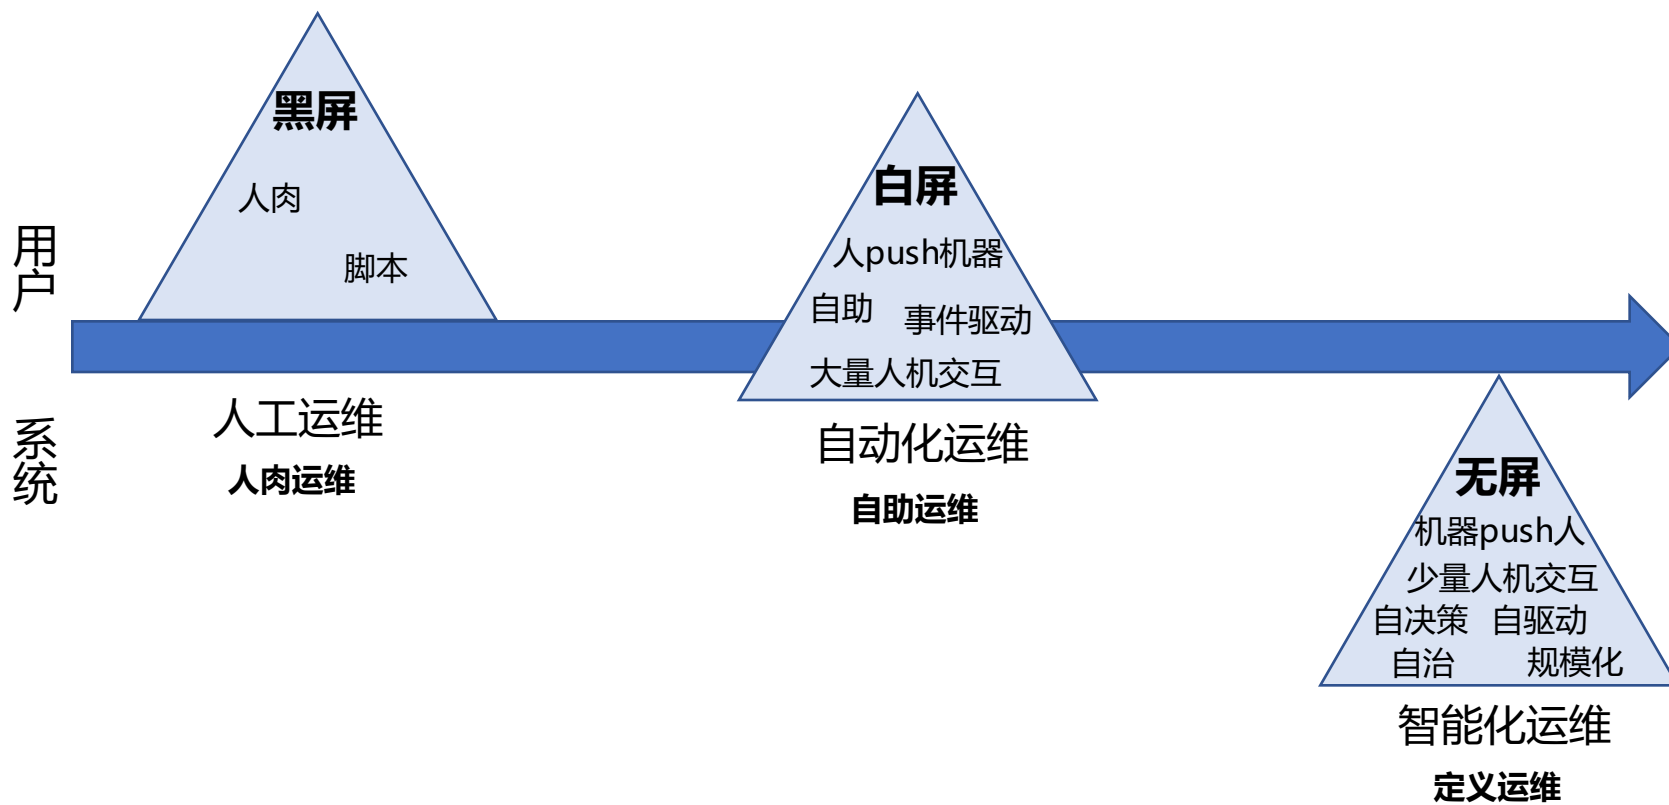 用户
系统
黑屏
人肉
脚本
人工运维
人肉运维
白屏
人push机器
自助
事件驱动
大量人机交互
自动化运维
自助运维
无屏
机器push人
少量人机交互
自决策
自驱动
自治
规模化
智能化运维
定义运维